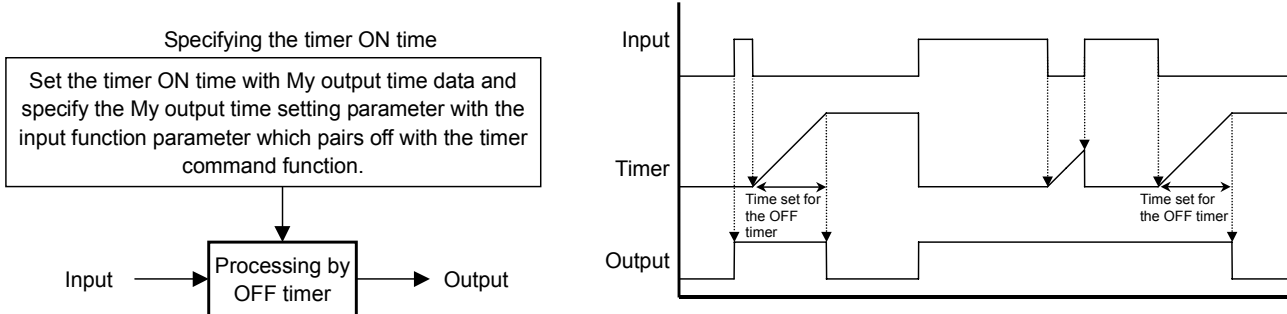 Specifying the timer ON time
Set the timer ON time with My output time data and
specify the My output time setting parameter with the
input function parameter which pairs off with the timer
command function.
Input
Processing by
OFF timer
Output
Input
Timer
Time set for
the OFF
timer
Time set for
the OFF timer
Output